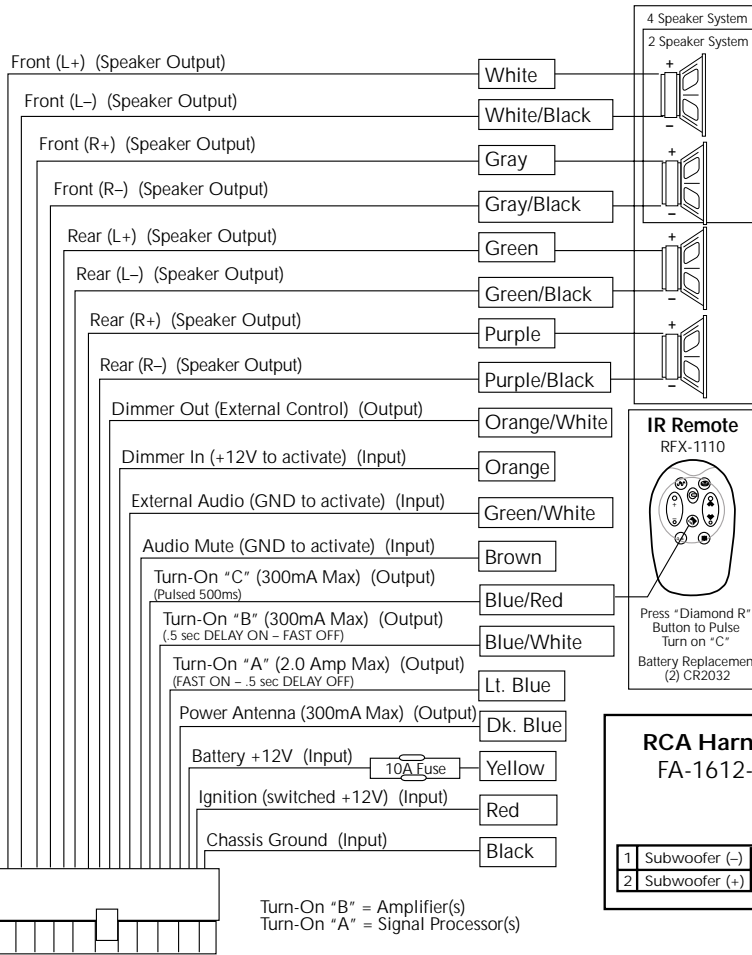 4 Speaker System
2 Speaker System
Front (L+) (Speaker Output)
White
+
–
Front (L–) (Speaker Output)
White/Black
Front (R+) (Speaker Output)
Gray
+
–
Front (R–) (Speaker Output)
Gray/Black
Rear (L+) (Speaker Output)
Green
+
–
Rear (L–) (Speaker Output)
Green/Black
Rear (R+) (Speaker Output)
Purple
+
–
Rear (R–) (Speaker Output)
Purple/Black
Dimmer Out (External Control) (Output)
Orange/White
Dimmer In (+12V to activate) (Input)
Orange
External Audio (GND to activate) (Input)
Green/White
Audio Mute (GND to activate) (Input)
Brown
Turn-On "C" (300mA Max) (Output)
(Pulsed 500ms)
Blue/Red
Turn-On "B" (300mA Max) (Output)
(.5 sec DELAY ON – FAST OFF)
Blue/White
Turn-On "A" (2.0 Amp Max) (Output)
(FAST ON – .5 sec DELAY OFF)
Lt. Blue
Power Antenna (300mA Max) (Output)
Dk. Blue
Battery +12V (Input)
10A Fuse
Yellow
Ignition (switched +12V) (Input)
Red
Chassis Ground (Input)
Black
IR Remote
RFX-1110
Press "Diamond R"
Button to Pulse
Turn on "C"
Battery Replacemen
(2) CR2032
RCA Harn
FA-1612-
1 Subwoofer (–)
2 Subwoofer (+)
Turn-On "B" = Amplifier(s)
Turn-On "A" = Signal Processor(s)